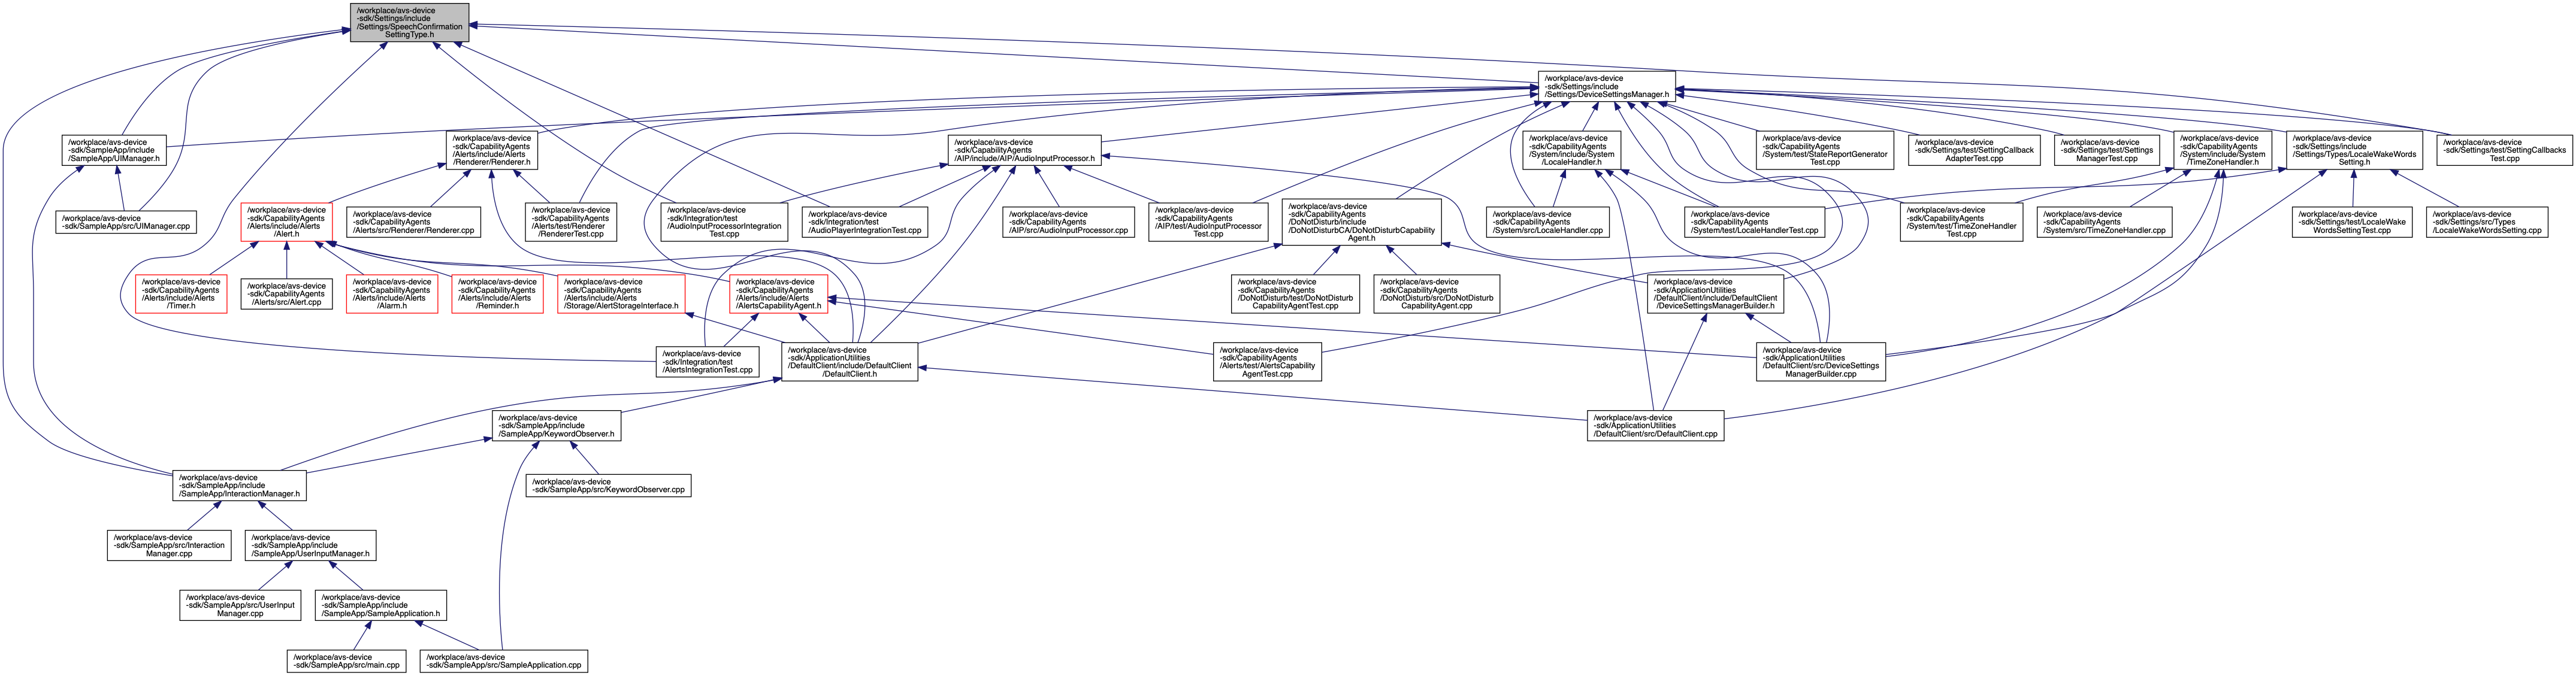 /workplace/avs-device
-sdk/Settings/include
/Settings/SpeechConfirmation
SettingType.h
/workplace/avs-device
-sdk/Settings/include
/Settings/DeviceSettingsManager.h
/workplace/avs-device
-sdk/SampleApp/include
/SampleApp/UIManager.h
/workplace/avs-device
-sdk/CapabilityAgents
/Alerts/include/Alerts
/Renderer/Renderer.h
/workplace/avs-device
-sdk/CapabilityAgents
/AIP/include/AIP/AudioInputProcessor.h
/workplace/avs-device
-sdk/CapabilityAgents
/System/include/System
/LocaleHandler.h
/workplace/avs-device
-sdk/CapabilityAgents
/System/test/StateReportGenerator
Test.cpp
/workplace/avs-device
-sdk/Settings/test/SettingCallback
AdapterTest.cpp
/workplace/avs-device
-sdk/Settings/test/Settings
ManagerTest.cpp
/workplace/avs-device
-sdk/CapabilityAgents
/System/include/System
/TimeZoneHandler.h
/workplace/avs-device
-sdk/Settings/include
/Settings/Types/LocaleWakeWords
Setting.h
/workplace/avs-device
-sdk/Settings/test/SettingCallbacks
Test.cpp
/workplace/avs-device
-sdk/SampleApp/src/UIManager.cpp
/workplace/avs-device
-sdk/CapabilityAgents
/Alerts/include/Alerts
/Alert.h
/workplace/avs-device
-sdk/CapabilityAgents
/Alerts/src/Renderer/Renderer.cpp
/workplace/avs-device
-sdk/CapabilityAgents
/Alerts/test/Renderer
/RendererTest.cpp
/workplace/avs-device
-sdk/Integration/test
/AudioInputProcessorIntegration
Test.cpp
/workplace/avs-device
-sdk/Integration/test
/AudioPlayerIntegrationTest.cpp
/workplace/avs-device
-sdk/CapabilityAgents
/AIP/src/AudioInputProcessor.cpp
/workplace/avs-device
-sdk/CapabilityAgents
/AIP/test/AudioInputProcessor
Test.cpp
/workplace/avs-device
-sdk/CapabilityAgents
/DoNotDisturb/include
/DoNotDisturbCA/DoNotDisturbCapability
Agent.h
/workplace/avs-device
-sdk/CapabilityAgents
/System/src/LocaleHandler.cpp
/workplace/avs-device
-sdk/CapabilityAgents
/System/test/LocaleHandlerTest.cpp
/workplace/avs-device
-sdk/CapabilityAgents
/System/test/TimeZoneHandler
Test.cpp
/workplace/avs-device
-sdk/CapabilityAgents
/System/src/TimeZoneHandler.cpp
/workplace/avs-device
-sdk/Settings/test/LocaleWake
WordsSettingTest.cpp
/workplace/avs-device
-sdk/Settings/src/Types
/LocaleWakeWordsSetting.cpp
/workplace/avs-device
-sdk/CapabilityAgents
/Alerts/include/Alerts
/Timer.h
/workplace/avs-device
-sdk/CapabilityAgents
/Alerts/src/Alert.cpp
/workplace/avs-device
-sdk/CapabilityAgents
/Alerts/include/Alerts
/Alarm.h
/workplace/avs-device
-sdk/CapabilityAgents
/Alerts/include/Alerts
/Reminder.h
/workplace/avs-device
-sdk/CapabilityAgents
/Alerts/include/Alerts
/Storage/AlertStorageInterface.h
/workplace/avs-device
-sdk/CapabilityAgents
/Alerts/include/Alerts
/AlertsCapabilityAgent.h
/workplace/avs-device
-sdk/CapabilityAgents
/DoNotDisturb/test/DoNotDisturb
CapabilityAgentTest.cpp
/workplace/avs-device
-sdk/CapabilityAgents
/DoNotDisturb/src/DoNotDisturb
CapabilityAgent.cpp
/workplace/avs-device
-sdk/ApplicationUtilities
/DefaultClient/include/DefaultClient
/DeviceSettingsManagerBuilder.h
/workplace/avs-device
-sdk/Integration/test
/AlertsIntegrationTest.cpp
/workplace/avs-device
-sdk/ApplicationUtilities
/DefaultClient/include/DefaultClient
/DefaultClient.h
/workplace/avs-device
-sdk/CapabilityAgents
/Alerts/test/AlertsCapability
AgentTest.cpp
/workplace/avs-device
-sdk/ApplicationUtilities
/DefaultClient/src/DeviceSettings
ManagerBuilder.cpp
/workplace/avs-device
-sdk/SampleApp/include
/SampleApp/KeywordObserver.h
/workplace/avs-device
-sdk/ApplicationUtilities
/DefaultClient/src/DefaultClient.cpp
/workplace/avs-device
-sdk/SampleApp/include
/SampleApp/InteractionManager.h
/workplace/avs-device
-sdk/SampleApp/src/KeywordObserver.cpp
/workplace/avs-device
-sdk/SampleApp/src/Interaction
Manager.cpp
/workplace/avs-device
-sdk/SampleApp/include
/SampleApp/UserInputManager.h
/workplace/avs-device
-sdk/SampleApp/src/UserInput
Manager.cpp
/workplace/avs-device
-sdk/SampleApp/include
/SampleApp/SampleApplication.h
/workplace/avs-device
-sdk/SampleApp/src/main.cpp
/workplace/avs-device
-sdk/SampleApp/src/SampleApplication.cpp